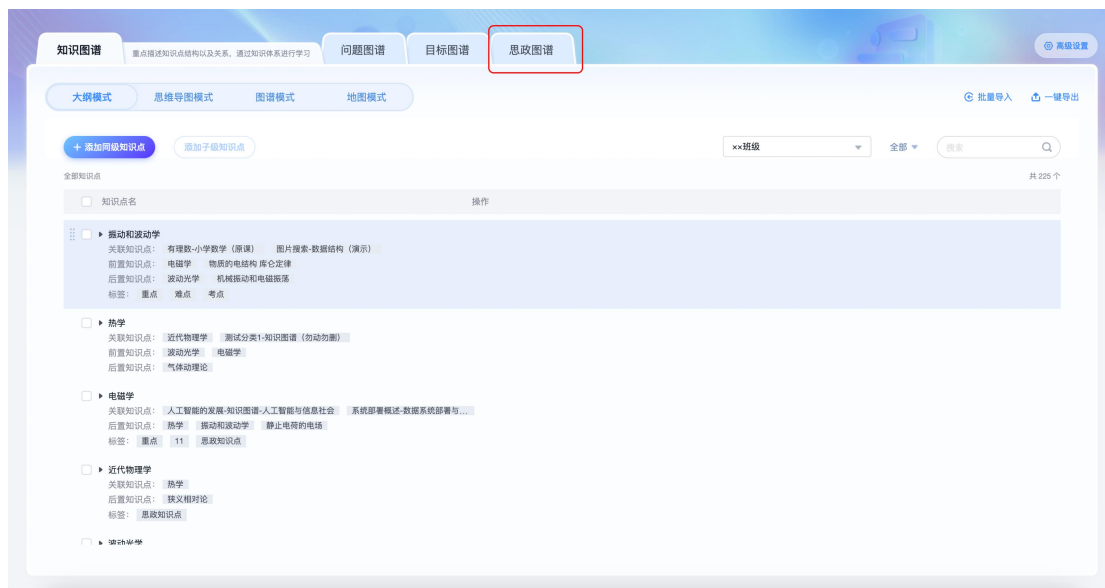 知识图谱 重点描述知识点结构以及关系，通过知识体系进行学习 问题图谱 目标图谱 思政图谱 高级设置
大纲模式 思维导图模式 图谱模式 地图模式 批量导入 一键导出
+ 添加同级知识点 添加子级知识点 ××班级 全部 搜索
全部知识点 共 225 个
知识点名 操作
振动和波动学
关联知识点： 有理数-小学数学（原课） 图片搜索-数据结构（演示）
前置知识点： 电磁学 物质的电结构 库仑定律
后置知识点： 波动光学 机械振动和电磁振荡
标签： 重点 难点 考点
热学
关联知识点： 近代物理学 测试分类1-知识图谱（勿动勿删）
前置知识点： 波动光学 电磁学
后置知识点： 气体动理论
电磁学
关联知识点： 人工智能的发展-知识图谱-人工智能与信息社会 系统部署概述-数据系统部署与...
后置知识点： 热学 振动和波动学 静止电荷的电场
标签： 重点 11 思政知识点
近代物理学
关联知识点： 热学
后置知识点： 狭义相对论
标签： 思政知识点
波动光学